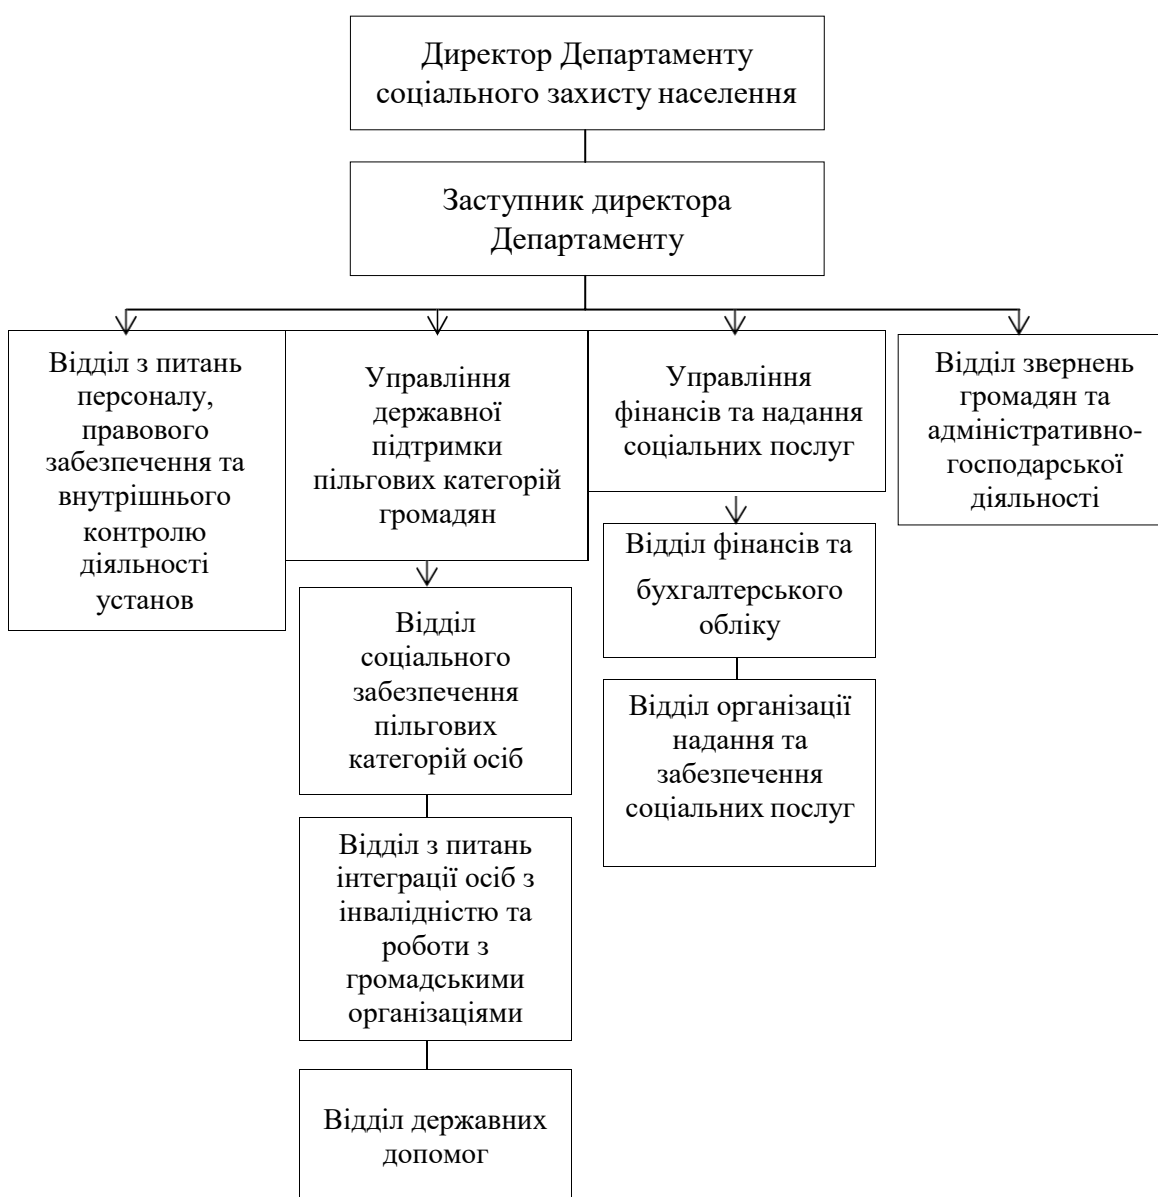 Директор Департаменту
соціального захисту населення
Заступник директора
Департаменту
Відділ з питань
персоналу,
правового
забезпечення та
внутрішнього
контролю
діяльності
установ
Управління
державної
підтримки
пільгових категорій
громадян
Управління
фінансів та надання
соціальних послуг
Відділ звернень
громадян та
адміністративно-
господарської
діяльності
Відділ
соціального
забезпечення
пільгових
категорій осіб
Відділ з питань
інтеграції осіб з
інвалідністю та
роботи з
громадськими
організаціями
Відділ державних
допомог
Відділ фінансів та
бухгалтерського
обліку
Відділ організації
надання та
забезпечення
соціальних послуг